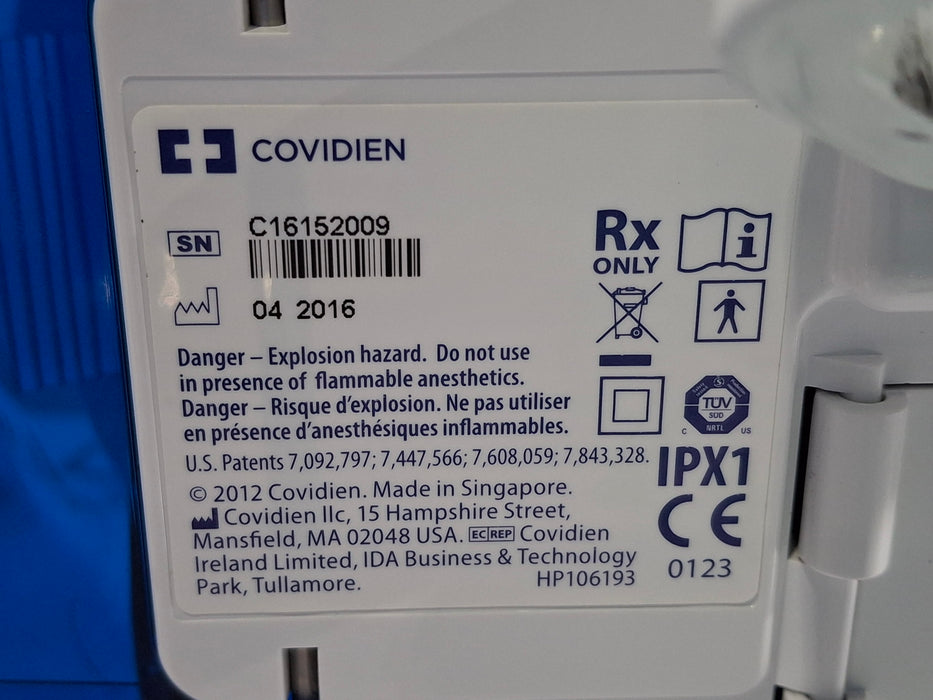 COVIDIEN
SN
C16152009
04 2016
Rx
ONLY
Danger – Explosion hazard. Do not use
in presence of flammable anesthetics.
Danger – Risque d'explosion. Ne pas utiliser
en présence d'anesthésiques inflammables.
TÜV
SÜD
NRTL
C US
U.S. Patents 7,092,797; 7,447,566; 7,608,059; 7,843,328.
IPX1
© 2012 Covidien. Made in Singapore.
Covidien llc, 15 Hampshire Street,
Mansfield, MA 02048 USA. EC REP Covidien
Ireland Limited, IDA Business & Technology
Park, Tullamore.
HP106193
CE
0123